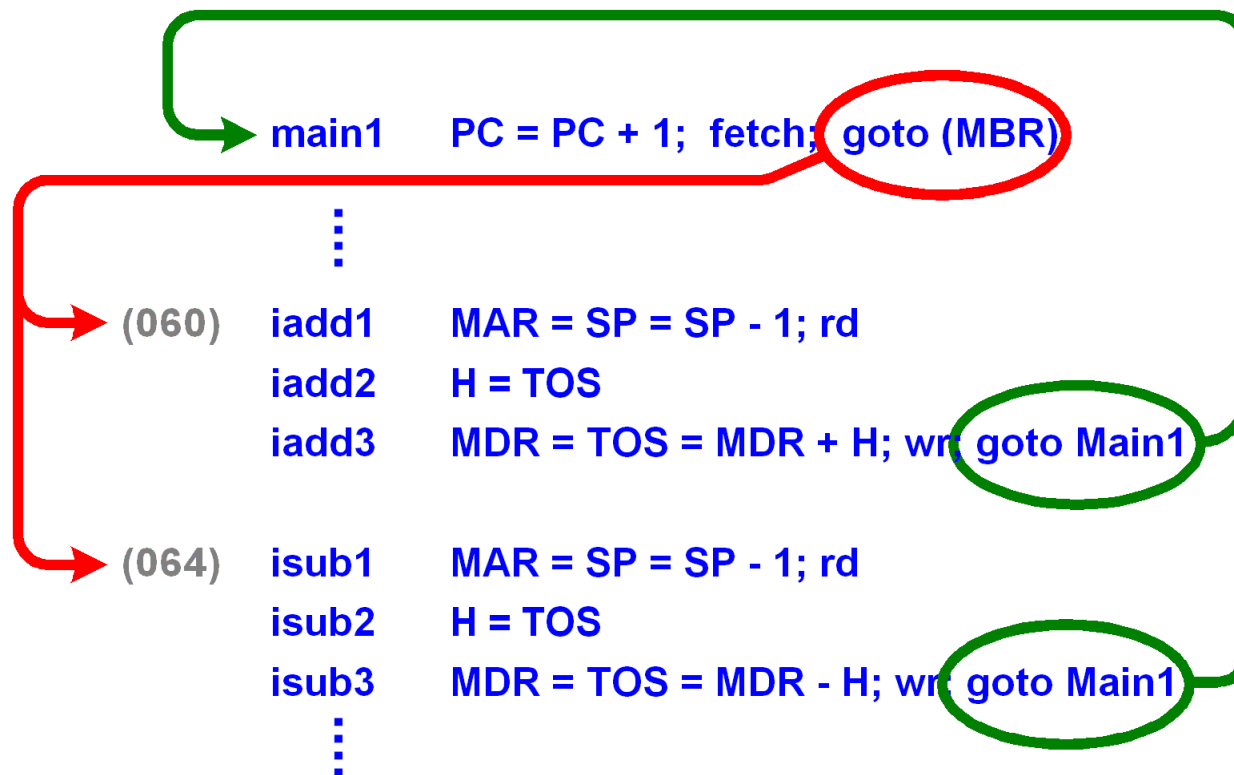 main1 PC = PC + 1; fetch; goto (MBR)
(060) iadd1 MAR = SP = SP - 1; rd
iadd2 H = TOS
iadd3 MDR = TOS = MDR + H; wr; goto Main1
(064) isub1 MAR = SP = SP - 1; rd
isub2 H = TOS
isub3 MDR = TOS = MDR - H; wr; goto Main1